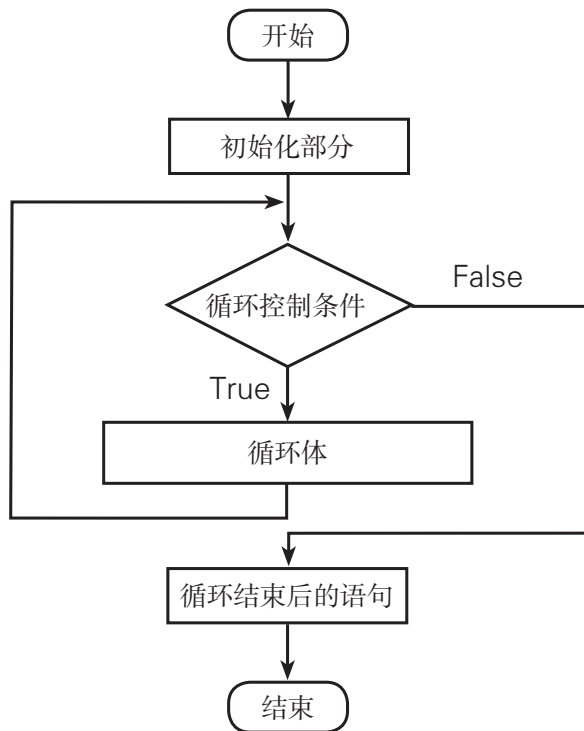 开始
初始化部分
循环控制条件
False
True
循环体
循环结束后的语句
结束